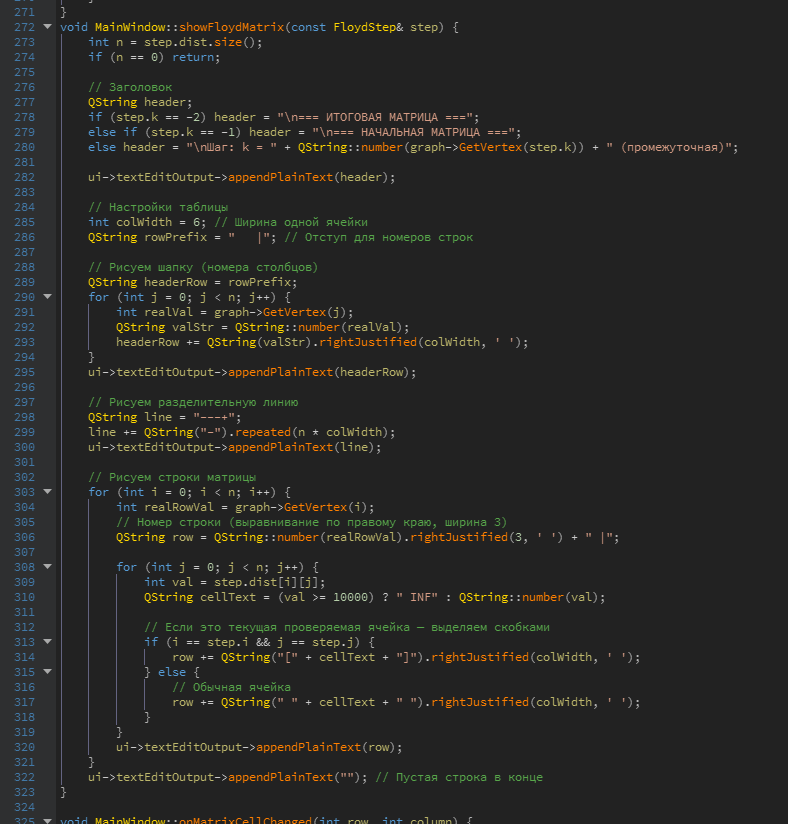 271 }
272 void MainWindow::showFloydMatrix(const FloydStep& step) {
273     int n = step.dist.size();
274     if (n == 0) return;
275
276     // Заголовок
277     QString header;
278     if (step.k == -2) header = "\n=== ИТОГОВАЯ МАТРИЦА ===";
279     else if (step.k == -1) header = "\n=== НАЧАЛЬНАЯ МАТРИЦА ===";
280     else header = "\nШаг: k = " + QString::number(graph->GetVertex(step.k)) + " (промежуточная)";
281
282     ui->textEditOutput->appendPlainText(header);
283
284     // Настройки таблицы
285     int colWidth = 6; // Ширина одной ячейки
286     QString rowPrefix = "   |"; // Отступ для номеров строк
287
288     // Рисуем шапку (номера столбцов)
289     QString headerRow = rowPrefix;
290     for (int j = 0; j < n; j++) {
291         int realVal = graph->GetVertex(j);
292         QString valStr = QString::number(realVal);
293         headerRow += QString(valStr).rightJustified(colWidth, ' ');
294     }
295     ui->textEditOutput->appendPlainText(headerRow);
296
297     // Рисуем разделительную линию
298     QString line = "---+";
299     line += QString("-").repeated(n * colWidth);
300     ui->textEditOutput->appendPlainText(line);
301
302     // Рисуем строки матрицы
303     for (int i = 0; i < n; i++) {
304         int realRowVal = graph->GetVertex(i);
305         // Номер строки (выравнивание по правому краю, ширина 3)
306         QString row = QString::number(realRowVal).rightJustified(3, ' ') + " |";
307
308         for (int j = 0; j < n; j++) {
309             int val = step.dist[i][j];
310             QString cellText = (val >= 10000) ? " INF" : QString::number(val);
311
312             // Если это текущая проверяемая ячейка — выделяем скобками
313             if (i == step.i && j == step.j) {
314                 row += QString("[" + cellText + "]").rightJustified(colWidth, ' ');
315             } else {
316                 // Обычная ячейка
317                 row += QString(" " + cellText + " ").rightJustified(colWidth, ' ');
318             }
319         }
320         ui->textEditOutput->appendPlainText(row);
321     }
322     ui->textEditOutput->appendPlainText(""); // Пустая строка в конце
323 }
324
325 void MainWindow::onMatrixCellChanged(int row, int column) {